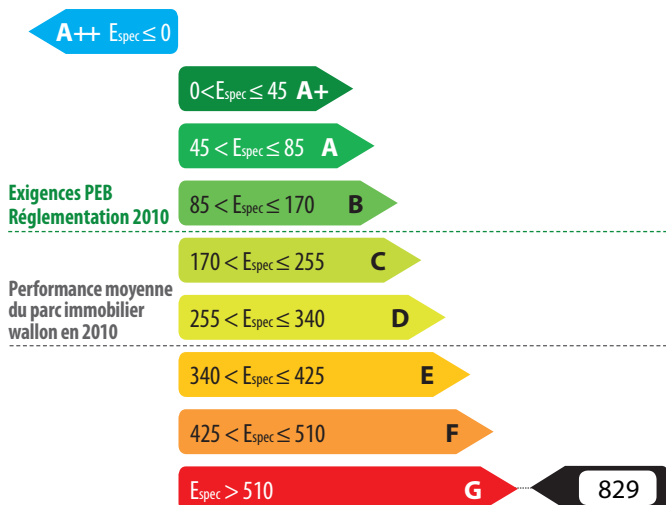 A++ Espec ≤ 0
0<Espec ≤ 45 A+
45 < Espec ≤ 85 A
Exigences PEB
Réglementation 2010
85 < Espec ≤ 170 B
170 < Espec ≤ 255 C
Performance moyenne
du parc immobilier
wallon en 2010
255 < Espec ≤ 340 D
340 < Espec ≤ 425 E
425 < Espec ≤ 510 F
Espec > 510 G 829